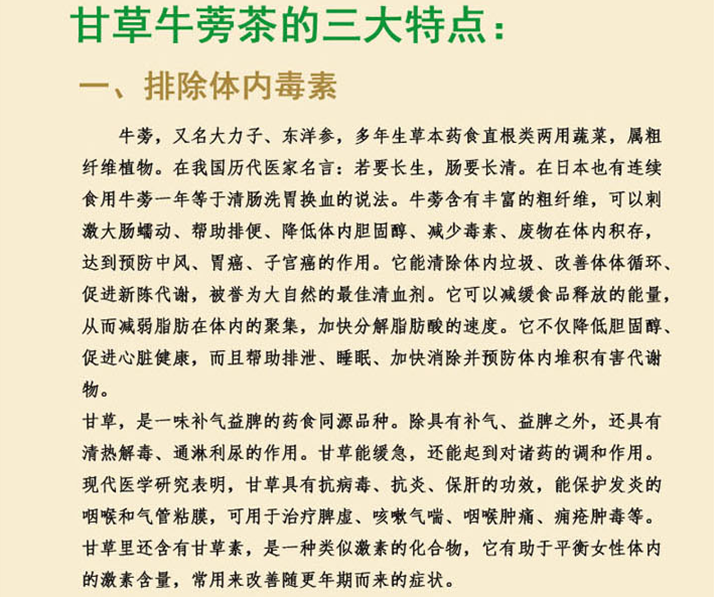 甘草牛蒡茶的三大特点：
一、排除体内毒素
牛蒡，又名大力子、东洋参，多年生草本药食直根类两用蔬菜，属粗
纤维植物。在我国历代医家名言：若要长生，肠要长清。在日本也有连续
食用牛蒡一年等于清肠洗胃换血的说法。牛蒡含有丰富的粗纤维，可以刺
激大肠蠕动、帮助排便、降低体内胆固醇、减少毒素、废物在体内积存，
达到预防中风、胃癌、子宫癌的作用。它能清除体内垃圾、改善体体循环、
促进新陈代谢，被誉为大自然的最佳清血剂。它可以减缓食品释放的能量，
从而减弱脂肪在体内的聚集，加快分解脂肪酸的速度。它不仅降低胆固醇、
促进心脏健康，而且帮助排泄、睡眠、加快消除并预防体内堆积有害代谢
物。
甘草，是一味补气益脾的药食同源品种。除具有补气、益脾之外，还具有
清热解毒、通淋利尿的作用。甘草能缓急，还能起到对诸药的调和作用。
现代医学研究表明，甘草具有抗病毒、抗炎、保肝的功效，能保护发炎的
咽喉和气管粘膜，可用于治疗脾虚、咳嗽气喘、咽喉肿痛、痈疮肿毒等。
甘草里还含有甘草素，是一种类似激素的化合物，它有助于平衡女性体内
的激素含量，常用来改善随更年期而来的症状。